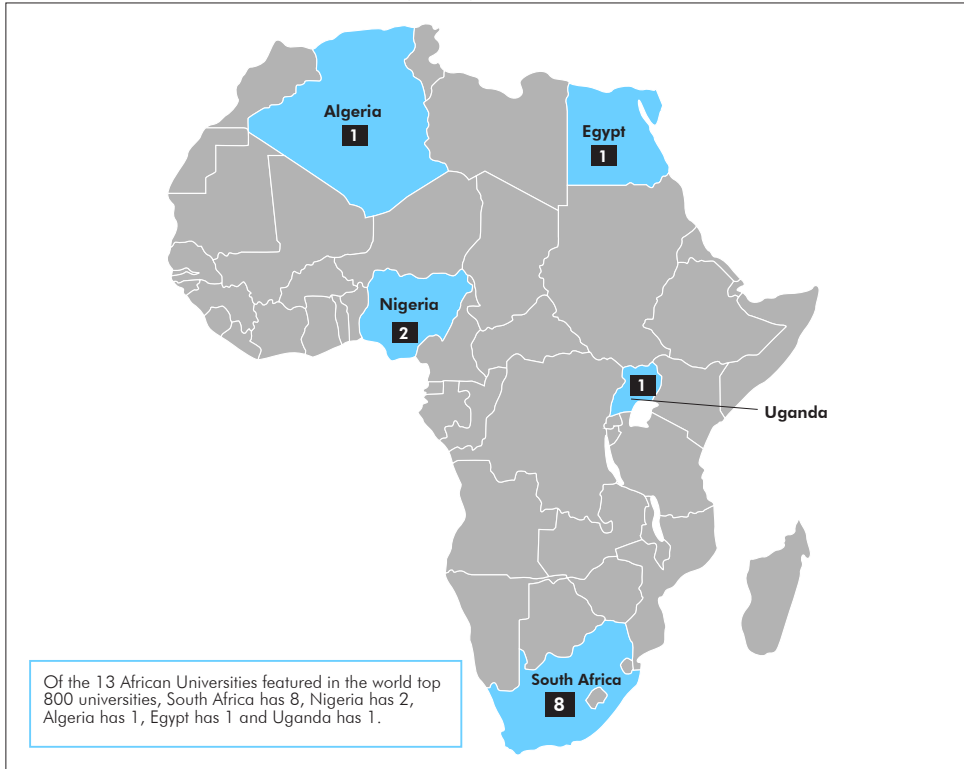 Algeria
1
Egypt
1
Nigeria
2
1
Uganda
South Africa
8
Of the 13 African Universities featured in the world top
800 universities, South Africa has 8, Nigeria has 2,
Algeria has 1, Egypt has 1 and Uganda has 1.